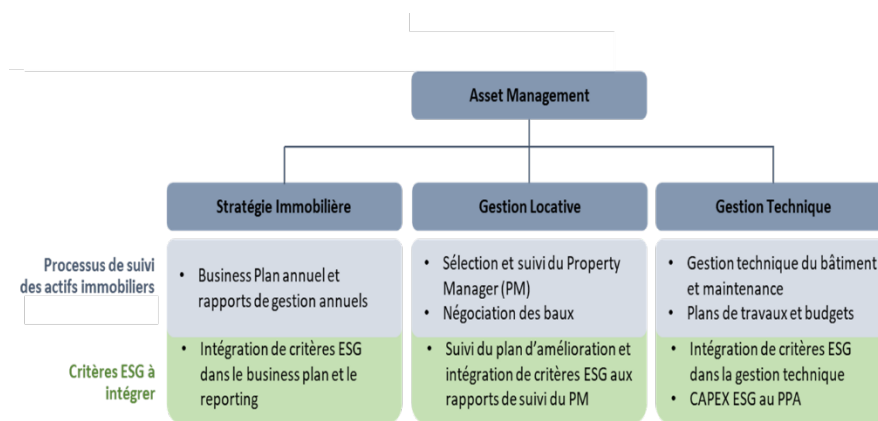 Asset Management
Stratégie Immobilière
Gestion Locative
Gestion Technique
Processus de suivi
des actifs immobiliers
• Business Plan annuel et
rapports de gestion annuels
• Sélection et suivi du Property
Manager (PM)
• Négociation des baux
• Gestion technique du bâtiment
et maintenance
• Plans de travaux et budgets
Critères ESG à
intégrer
• Intégration de critères ESG
dans le business plan et le
reporting
• Suivi du plan d’amélioration et
intégration de critères ESG aux
rapports de suivi du PM
• Intégration de critères ESG
dans la gestion technique
• CAPEX ESG au PPA